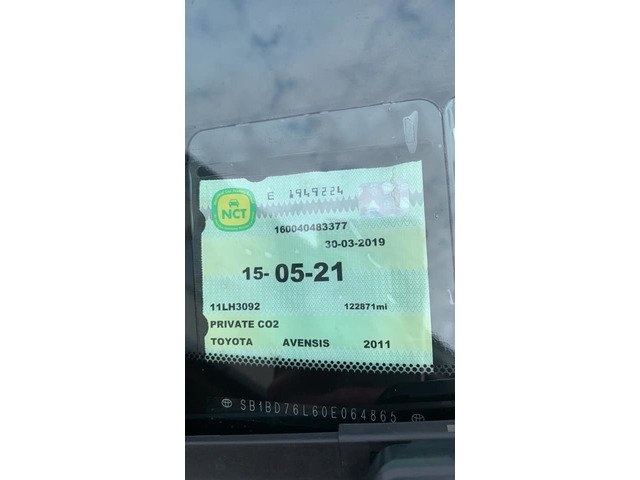 E 1949224
NCT
160040483377
30-03-2019
15-05-21
11LH3092 122871mi
PRIVATE CO2
TOYOTA AVENSIS 2011
SB1BD76L60E064865